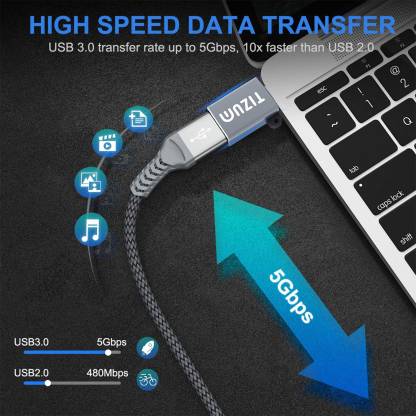 HIGH SPEED DATA TRANSFER
USB 3.0 transfer rate up to 5Gbps, 10x faster than USB 2.0
TIZUM
esc
tab
caps lock
shift
fn
5Gbps
USB3.0 5Gbps
USB2.0 480Mbps